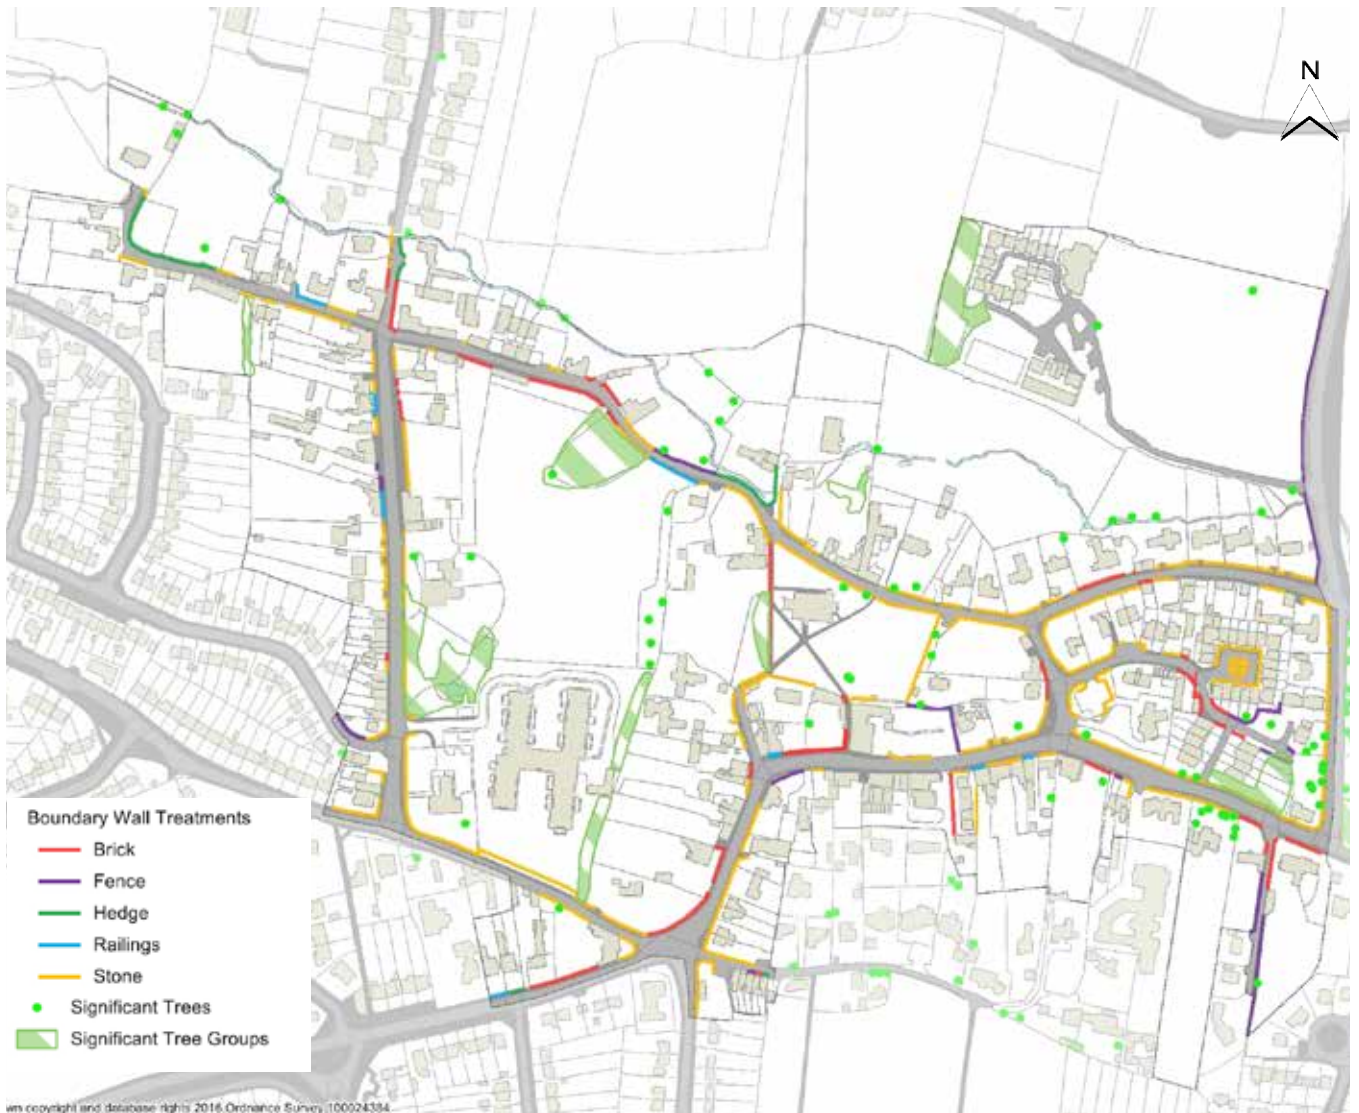 N
Boundary Wall Treatments
Brick
Fence
Hedge
Railings
Stone
Significant Trees
Significant Tree Groups
wn copyright and database rights 2016 Ordnance Survey 100024384